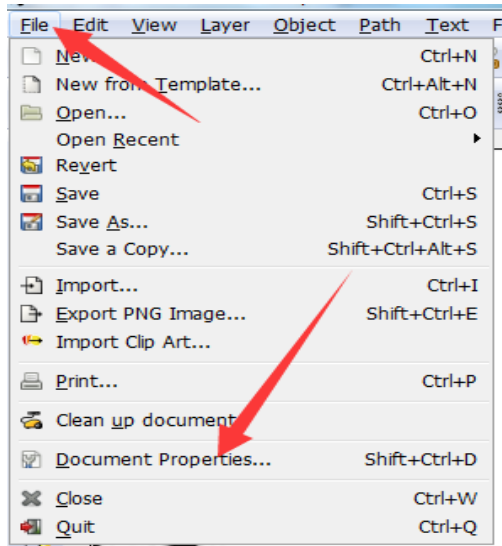 File Edit View Layer Object Path Text
New... Ctrl+N
New from Template... Ctrl+Alt+N
Open... Ctrl+O
Open Recent
Revert
Save Ctrl+S
Save As... Shift+Ctrl+S
Save a Copy... Shift+Ctrl+Alt+S
Import... Ctrl+I
Export PNG Image... Shift+Ctrl+E
Import Clip Art...
Print... Ctrl+P
Clean up document
Document Properties... Shift+Ctrl+D
Close Ctrl+W
Quit Ctrl+Q